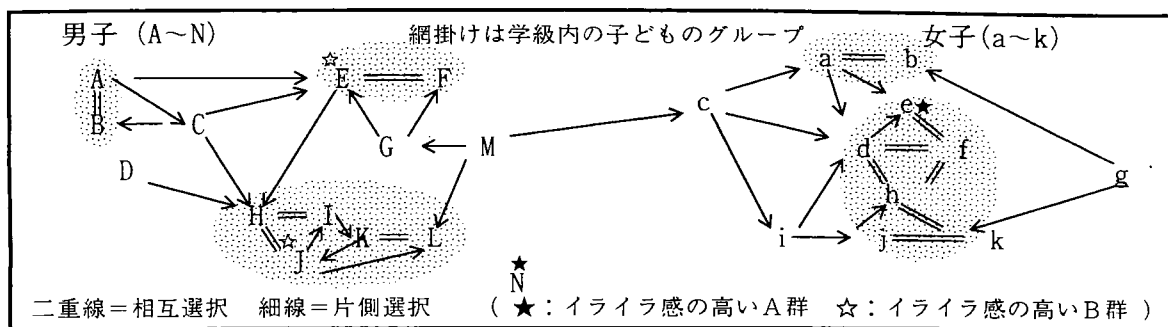 男子 (A～N) 網掛けは学級内の子どものグループ 女子(a～k)
A ☆E F a b
B C c e★
G M d f
D g
H I h
☆J K L i j k
★
N
二重線＝相互選択 細線＝片側選択 ( ★：イライラ感の高いA群 ☆：イライラ感の高いB群 )